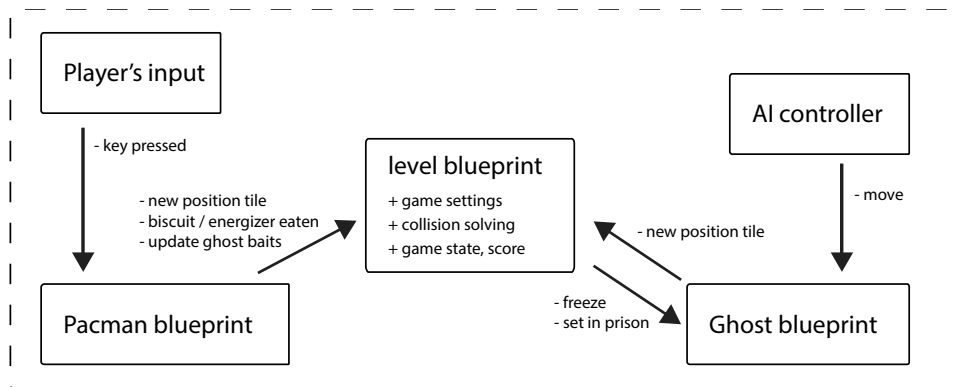 Player's input
AI controller
- key pressed
level blueprint
+ game settings
+ collision solving
+ game state, score
- new position tile
- biscuit / energizer eaten
- update ghost baits
- move
- new position tile
- freeze
- set in prison
Pacman blueprint
Ghost blueprint